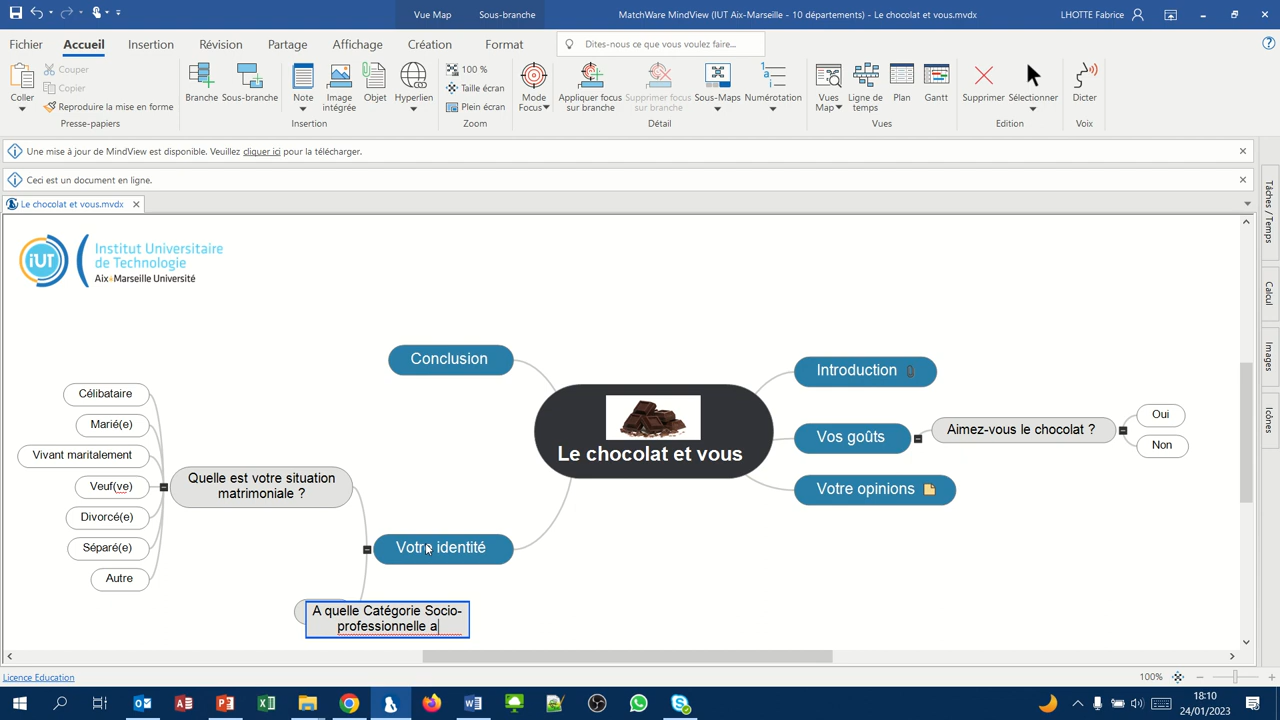 Vue Map
Sous-branche
MatchWare MindView (IUT Aix-Marseille - 10 départements) - Le chocolat et vous.mvdx
LHOTTE Fabrice
Fichier
Accueil
Insertion
Révision
Partage
Affichage
Création
Format
Dites-nous ce que vous voulez faire...
Coller
Couper
Copier
Reproduire la mise en forme
Presse-papiers
Branche
Sous-branche
Note
Image
intégrée
Objet
Hyperlien
Insertion
100 %
Taille écran
Plein écran
Zoom
Mode
Focus
Appliquer focus
sur branche
Supprimer focus
sur branche
Sous-Maps
Numérotation
Détail
Vues
Map
Ligne de
temps
Plan
Gantt
Vues
Supprimer
Sélectionner
Edition
Dicter
Voix
Une mise à jour de MindView est disponible. Veuillez cliquer ici pour la télécharger.
Ceci est un document en ligne.
Le chocolat et vous.mvdx
iUT
Institut Universitaire
de Technologie
Aix*Marseille Université
Conclusion
Célibataire
Marié(e)
Vivant maritalement
Veuf(ve)
Divorcé(e)
Séparé(e)
Autre
Quelle est votre situation
matrimoniale ?
Votre identité
A quelle Catégorie Socio-
professionnelle a
Le chocolat et vous
Introduction
Vos goûts
Aimez-vous le chocolat ?
Oui
Non
Votre opinions
Tâches / Temps
Calcul
Images
Icônes
Licence Education
100%
18:10
24/01/2023